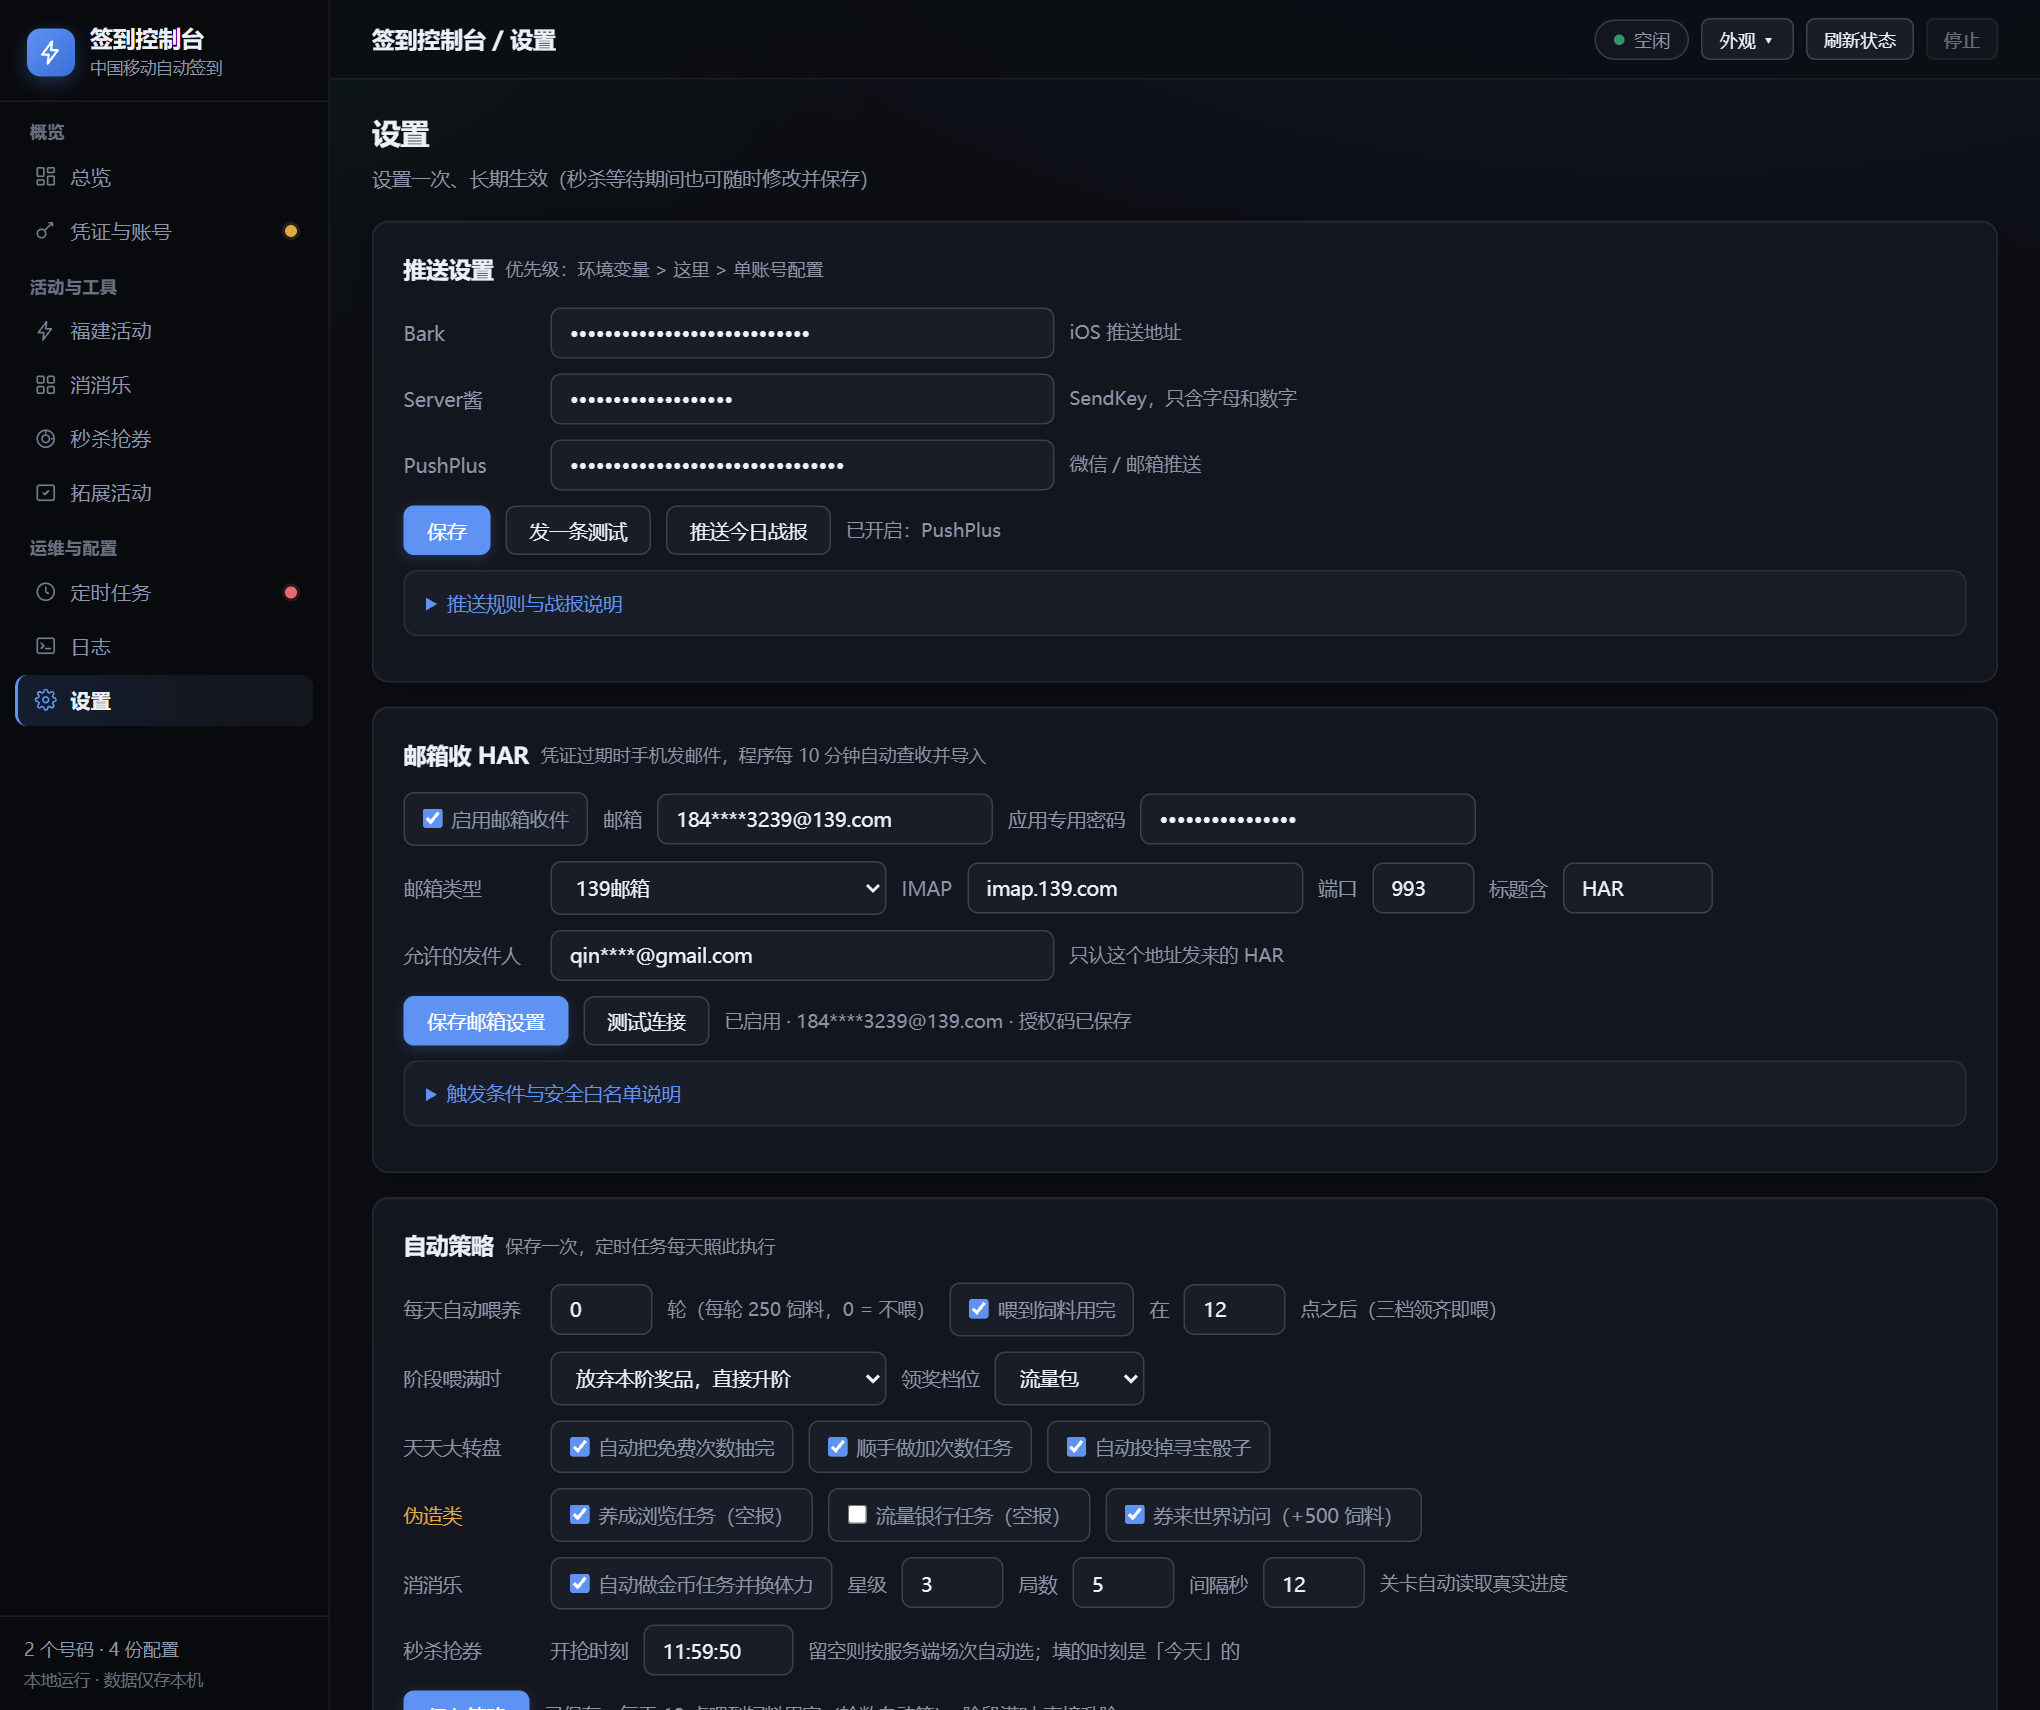 签到控制台
中国移动自动签到
概览
总览
凭证与账号
活动与工具
福建活动
消消乐
秒杀抢券
拓展活动
运维与配置
定时任务
日志
设置
2 个号码 · 4 份配置
本地运行 · 数据仅存本机
签到控制台 / 设置
空闲 外观 ▾ 刷新状态 停止
设置
设置一次、长期生效（秒杀等待期间也可随时修改并保存）
推送设置 优先级：环境变量 > 这里 > 单账号配置
Bark •••••••••••••••••••••••••••• iOS 推送地址
Server酱 ••••••••••••••••••• SendKey，只含字母和数字
PushPlus •••••••••••••••••••••••••••••••• 微信 / 邮箱推送
保存 发一条测试 推送今日战报 已开启：PushPlus
▶ 推送规则与战报说明
邮箱收 HAR 凭证过期时手机发邮件，程序每 10 分钟自动查收并导入
启用邮箱收件 邮箱 184****3239@139.com 应用专用密码 ••••••••••••••••
邮箱类型 139邮箱 IMAP imap.139.com 端口 993 标题含 HAR
允许的发件人 qin****@gmail.com 只认这个地址发来的 HAR
保存邮箱设置 测试连接 已启用 · 184****3239@139.com · 授权码已保存
▶ 触发条件与安全白名单说明
自动策略 保存一次，定时任务每天照此执行
每天自动喂养 0 轮（每轮 250 饲料，0 = 不喂） 喂到饲料用完 在 12 点之后（三档领齐即喂）
阶段喂满时 放弃本阶奖品，直接升阶 领奖档位 流量包
天天大转盘 自动把免费次数抽完 顺手做加次数任务 自动投掉寻宝骰子
伪造类 养成浏览任务（空报） 流量银行任务（空报） 券来世界访问（+500 饲料）
消消乐 自动做金币任务并换体力 星级 3 局数 5 间隔秒 12 关卡自动读取真实进度
秒杀抢券 开抢时刻 11:59:50 留空则按服务端场次自动选；填的时刻是「今天」的